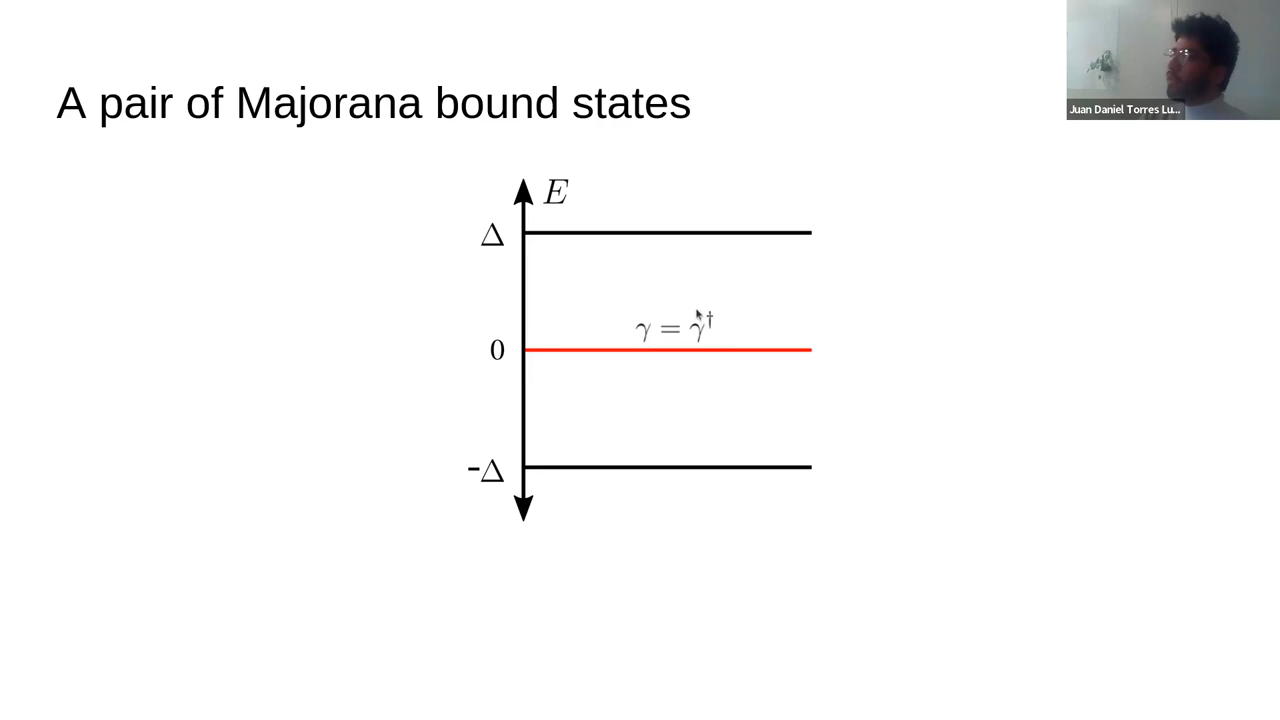 A pair of Majorana bound states
Juan Daniel Torres Lu...
E
Δ
γ = γ†
0
-Δ